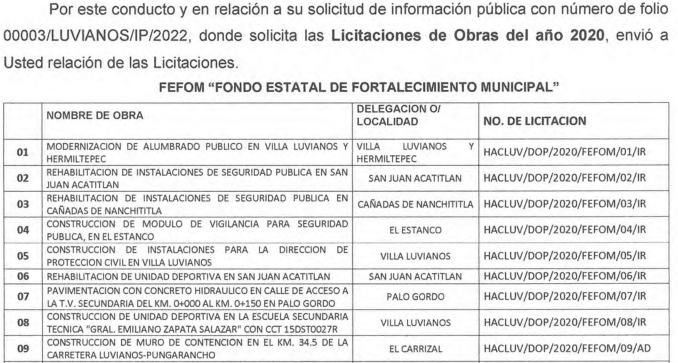 Por este conducto y en relación a su solicitud de información pública con número de folio
00003/LUVIANOS/IP/2022, donde solicita las Licitaciones de Obras del año 2020, envió a
Usted relación de las Licitaciones.
FEFOM “FONDO ESTATAL DE FORTALECIMIENTO MUNICIPAL”
NOMBRE DE OBRA DELEGACION O/ LOCALIDAD NO. DE LICITACION
01 MODERNIZACION DE ALUMBRADO PUBLICO EN VILLA LUVIANOS Y HERMILTEPEC VILLA LUVIANOS Y HERMILTEPEC HACLUV/DOP/2020/FEFOM/01/IR
02 REHABILITACION DE INSTALACIONES DE SEGURIDAD PUBLICA EN SAN JUAN ACATITLAN SAN JUAN ACATITLAN HACLUV/DOP/2020/FEFOM/02/IR
03 REHABILITACION DE INSTALACIONES DE SEGURIDAD PUBLICA EN CAÑADAS DE NANCHITITLA CAÑADAS DE NANCHITITLA HACLUV/DOP/2020/FEFOM/03/IR
04 CONSTRUCCION DE MODULO DE VIGILANCIA PARA SEGURIDAD PUBLICA, EN EL ESTANCO EL ESTANCO HACLUV/DOP/2020/FEFOM/04/IR
05 CONSTRUCCION DE INSTALACIONES PARA LA DIRECCION DE PROTECCION CIVIL EN VILLA LUVIANOS VILLA LUVIANOS HACLUV/DOP/2020/FEFOM/05/IR
06 REHABILITACION DE UNIDAD DEPORTIVA EN SAN JUAN ACATITLAN SAN JUAN ACATITLAN HACLUV/DOP/2020/FEFOM/06/IR
07 PAVIMENTACION CON CONCRETO HIDRAULICO EN CALLE DE ACCESO A LA T.V. SECUNDARIA DEL KM. 0+000 AL KM. 0+150 EN PALO GORDO PALO GORDO HACLUV/DOP/2020/FEFOM/07/IR
08 CONSTRUCCION DE UNIDAD DEPORTIVA EN LA ESCUELA SECUNDARIA TECNICA “GRAL. EMILIANO ZAPATA SALAZAR” CON CCT 15DST0027R VILLA LUVIANOS HACLUV/DOP/2020/FEFOM/08/IR
09 CONSTRUCCION DE MURO DE CONTENCION EN EL KM. 34.5 DE LA CARRETERA LUVIANOS-PUNGARANCHO EL CARRIZAL HACLUV/DOP/2020/FEFOM/09/AD